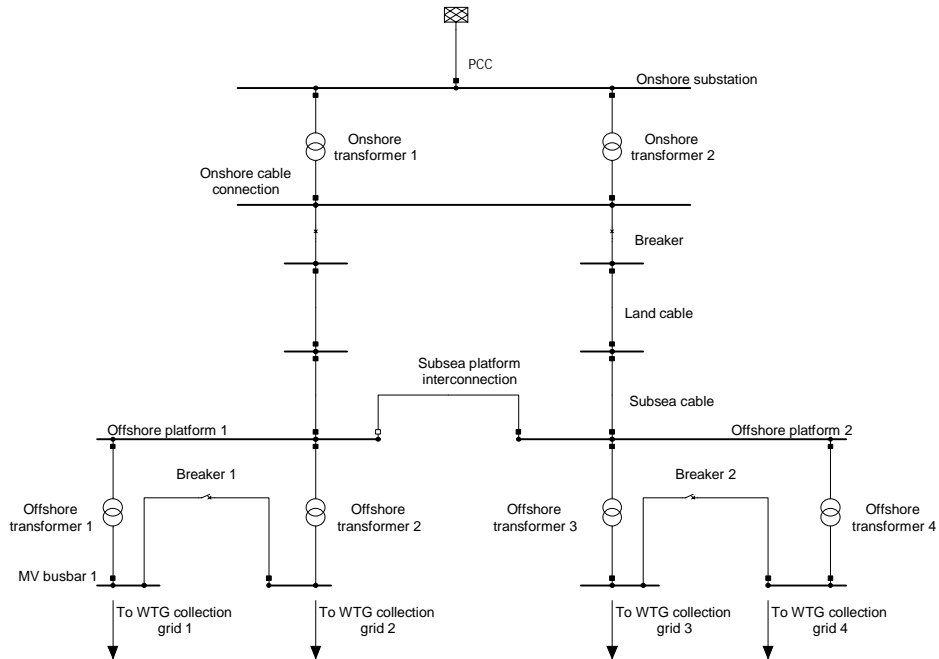 PCC
Onshore substation
Onshore
transformer 1
Onshore
transformer 2
Onshore cable
connection
Breaker
Land cable
Subsea platform
interconnection
Subsea cable
Offshore platform 1
Offshore platform 2
Breaker 1
Breaker 2
Offshore
transformer 1
Offshore
transformer 2
Offshore
transformer 3
Offshore
transformer 4
MV busbar 1
To WTG collection
grid 1
To WTG collection
grid 2
To WTG collection
grid 3
To WTG collection
grid 4